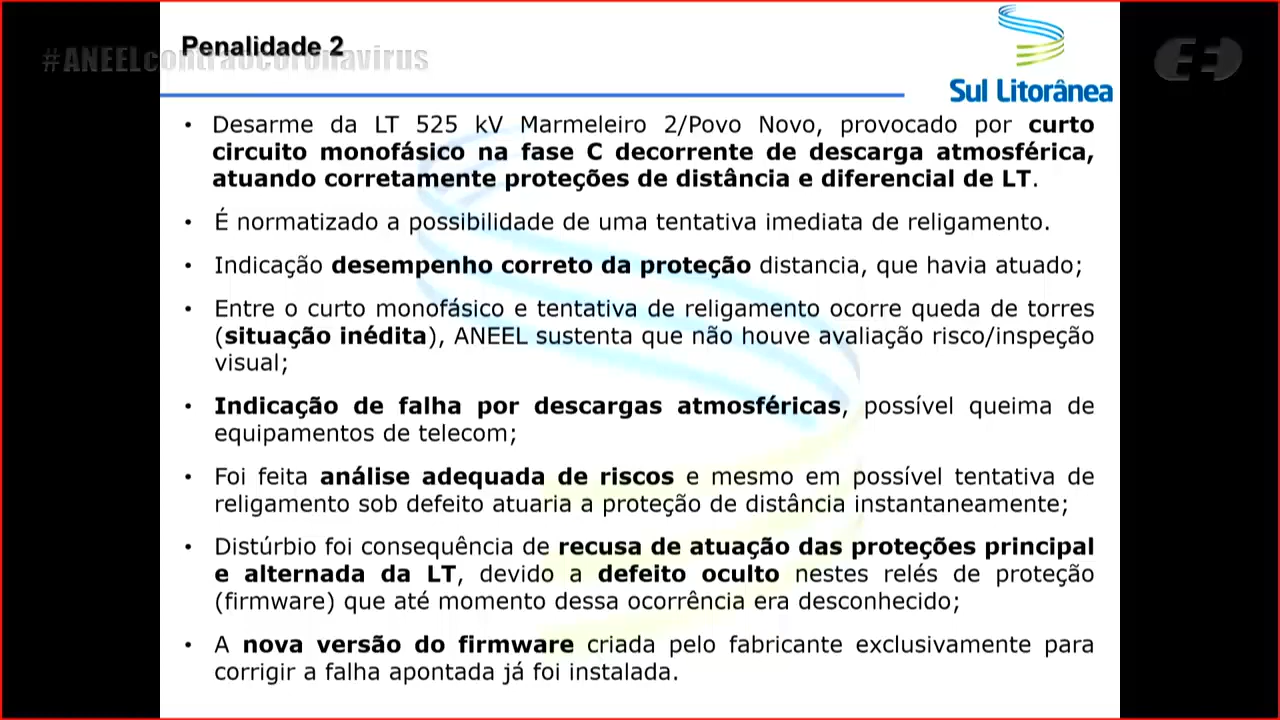 Penalidade 2
#ANEELcontraocoronavirus
Sul Litorânea
• Desarme da LT 525 kV Marmeleiro 2/Povo Novo, provocado por curto
circuito monofásico na fase C decorrente de descarga atmosférica,
atuando corretamente proteções de distância e diferencial de LT.
• É normatizado a possibilidade de uma tentativa imediata de religamento.
• Indicação desempenho correto da proteção distancia, que havia atuado;
• Entre o curto monofásico e tentativa de religamento ocorre queda de torres
(situação inédita), ANEEL sustenta que não houve avaliação risco/inspeção
visual;
• Indicação de falha por descargas atmosféricas, possível queima de
equipamentos de telecom;
• Foi feita análise adequada de riscos e mesmo em possível tentativa de
religamento sob defeito atuaria a proteção de distância instantaneamente;
• Distúrbio foi consequência de recusa de atuação das proteções principal
e alternada da LT, devido a defeito oculto nestes relés de proteção
(firmware) que até momento dessa ocorrência era desconhecido;
• A nova versão do firmware criada pelo fabricante exclusivamente para
corrigir a falha apontada já foi instalada.